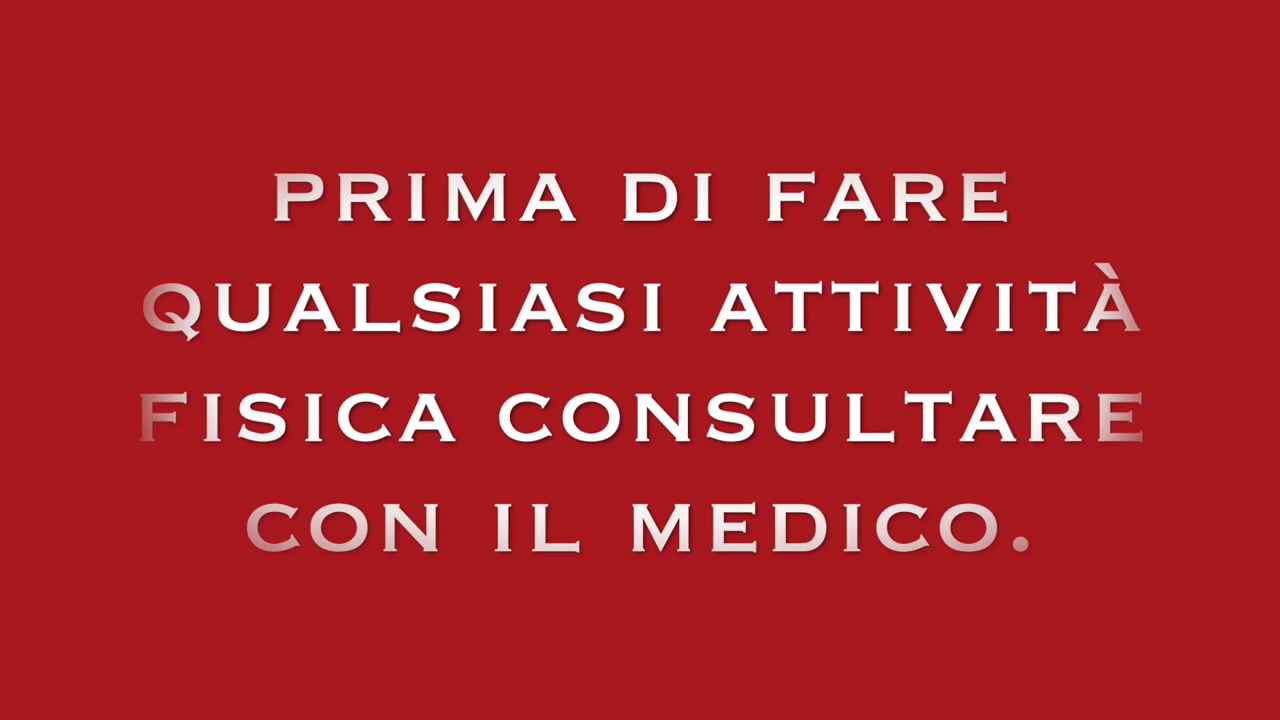 PRIMA DI FARE
QUALSIASI ATTIVITÀ
FISICA CONSULTARE
CON IL MEDICO.